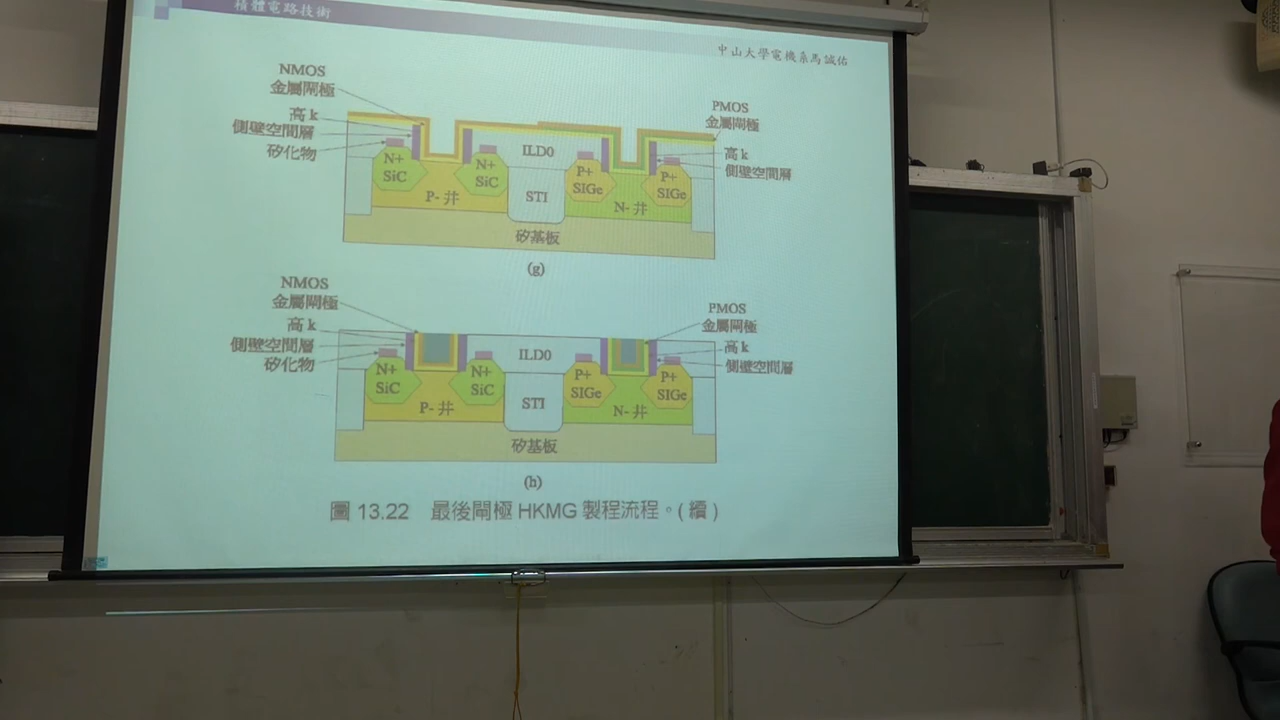 積體電路技術
中山大學電機系馬誠佑
NMOS
金屬閘極
高 k
側壁空間層
矽化物
PMOS
金屬閘極
高 k
側壁空間層
N+
SiC
N+
SiC
ILD0
P+
SIGe
P+
SIGe
P- 井
STI
N- 井
矽基板
(g)
NMOS
金屬閘極
高 k
側壁空間層
矽化物
PMOS
金屬閘極
高 k
側壁空間層
N+
SiC
N+
SiC
ILD0
P+
SIGe
P+
SIGe
P- 井
STI
N- 井
矽基板
(h)
圖 13.22 最後閘極 HKMG 製程流程。( 續 )